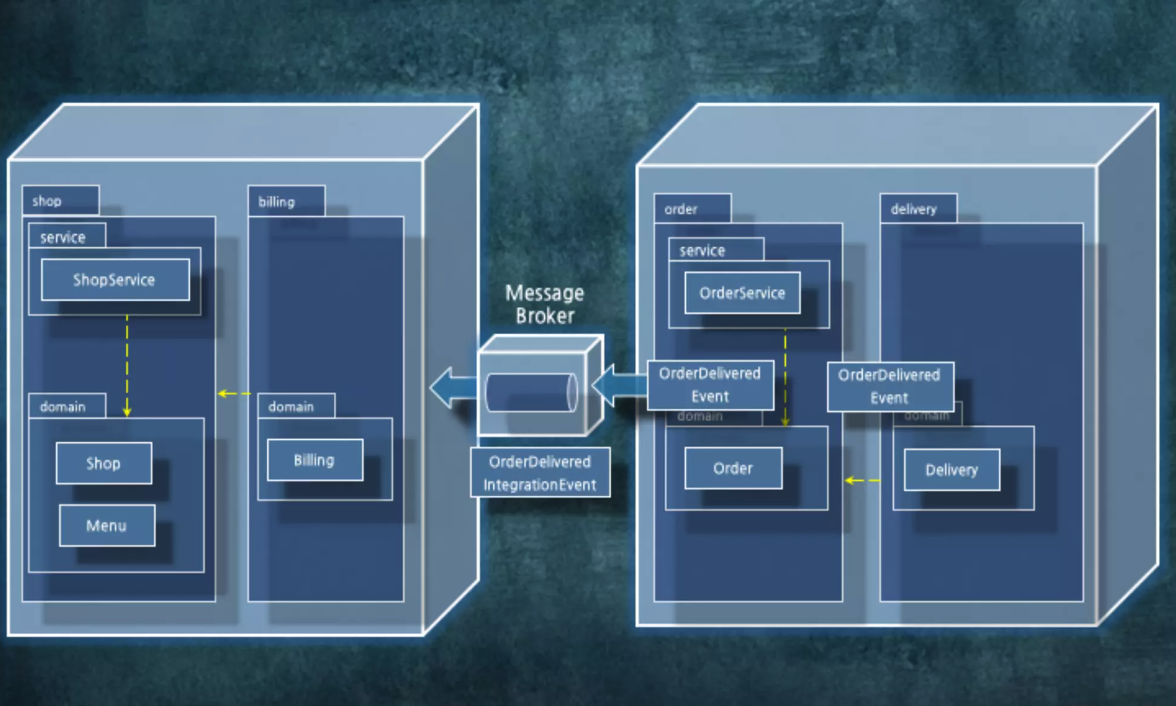 shop
service
ShopService
domain
Shop
Menu
billing
domain
Billing
Message
Broker
OrderDelivered
IntegrationEvent
order
service
OrderService
OrderDelivered
Event
domain
Order
delivery
OrderDelivered
Event
domain
Delivery